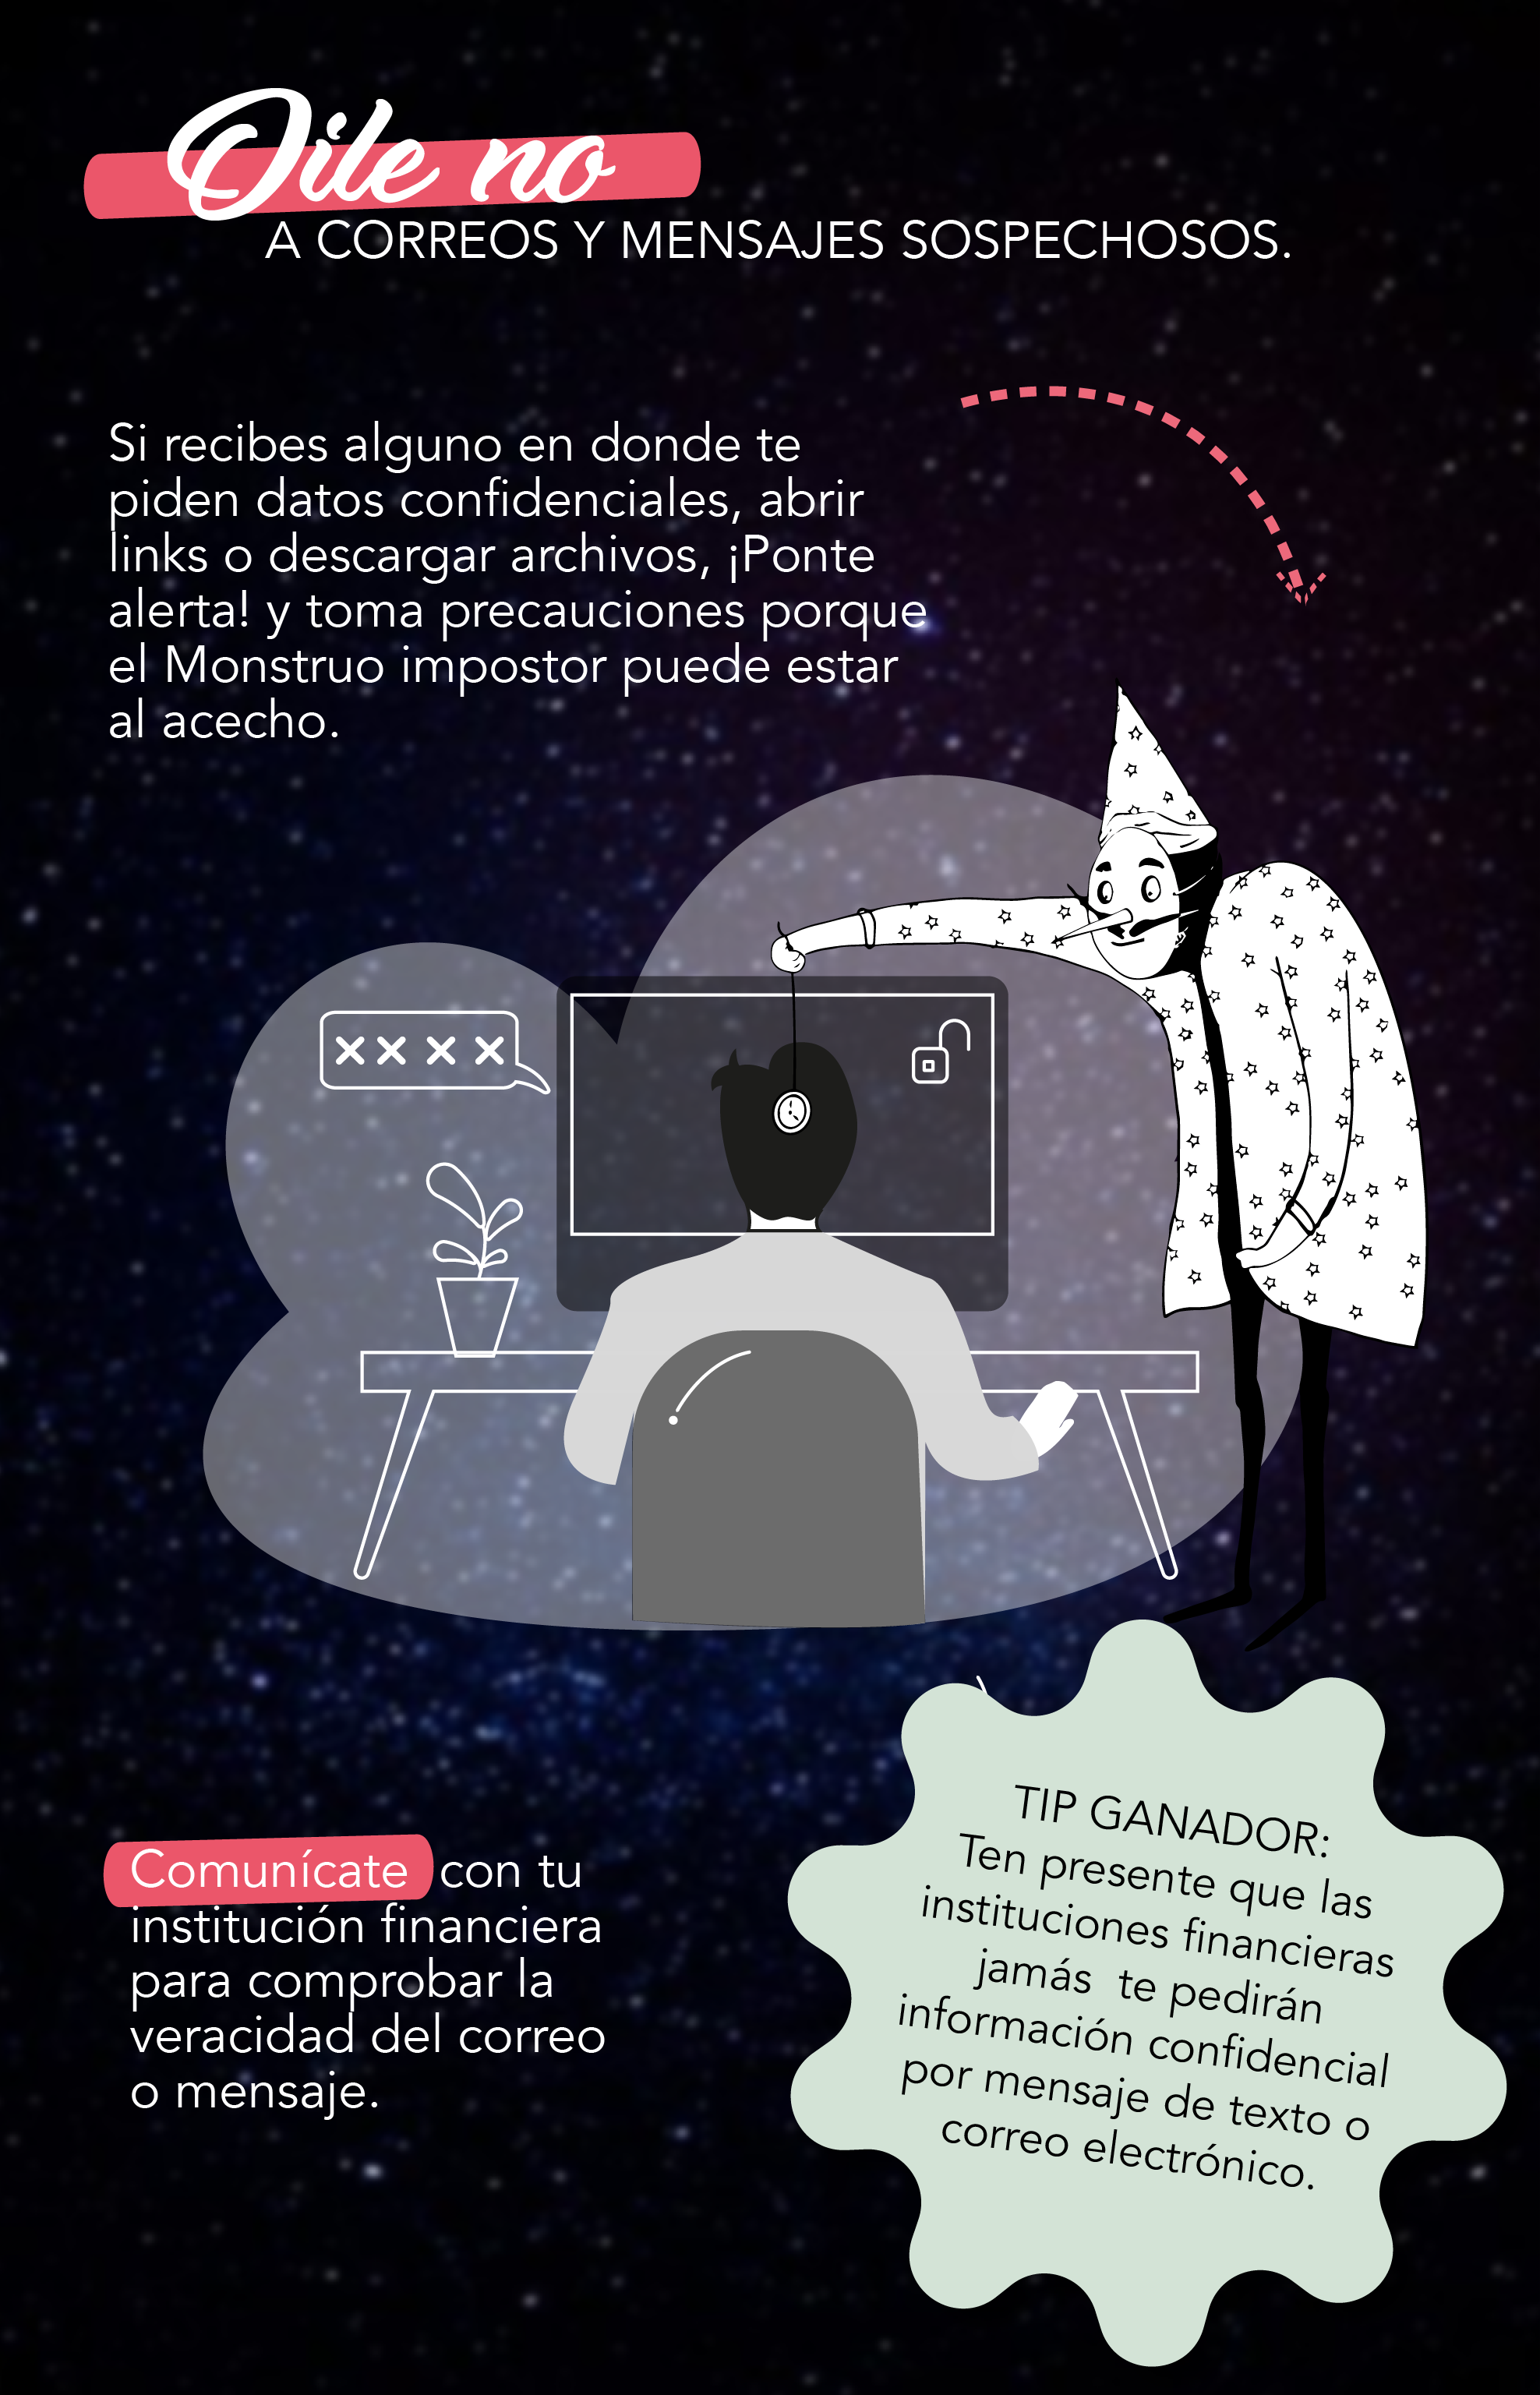 Dile no
A CORREOS Y MENSAJES SOSPECHOSOS.
Si recibes alguno en donde te
piden datos confidenciales, abrir
links o descargar archivos, ¡Ponte
alerta! y toma precauciones porque
el Monstruo impostor puede estar
al acecho.
Comunícate con tu
institución financiera
para comprobar la
veracidad del correo
o mensaje.
TIP GANADOR:
Ten presente que las
instituciones financieras
jamás te pedirán
información confidencial
por mensaje de texto o
correo electrónico.